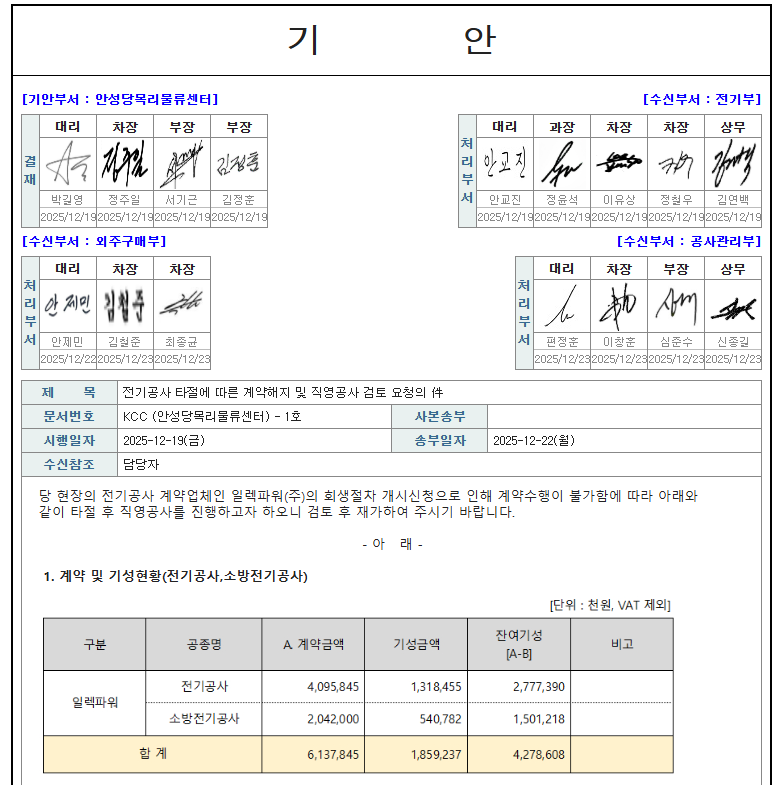 기 안
[기안부서 : 안성당목리물류센터] [수신부서 : 전기부]
결재 대리 차장 부장 부장
박길영 정주일 서기근 김정훈
2025/12/19 2025/12/19 2025/12/19 2025/12/19
처리부서 대리 과장 차장 차장 상무
안교진
안교진 정윤석 이유상 정철우 김연백
2025/12/19 2025/12/19 2025/12/19 2025/12/19 2025/12/19
[수신부서 : 외주구매부] [수신부서 : 공사관리부]
처리부서 대리 차장 차장
안제민 김철준
안제민 김철준 최종균
2025/12/22 2025/12/23 2025/12/23
처리부서 대리 차장 부장 상무
편정훈 이창훈 심준수 신종길
2025/12/23 2025/12/23 2025/12/23 2025/12/23
제 목 전기공사 타절에 따른 계약해지 및 직영공사 검토 요청의 件
문서번호 KCC (안성당목리물류센터) - 1호 사본송부
시행일자 2025-12-19(금) 송부일자 2025-12-22(월)
수신참조 담당자
당 현장의 전기공사 계약업체인 일렉파워(주)의 회생절차 개시신청으로 인해 계약수행이 불가함에 따라 아래와
같이 타절 후 직영공사를 진행하고자 하오니 검토 후 재가하여 주시기 바랍니다.
- 아 래 -
1. 계약 및 기성현황(전기공사,소방전기공사)
[단위 : 천원, VAT 제외]
구분 공종명 A. 계약금액 기성금액 잔여기성 [A-B] 비고
일렉파워 전기공사 4,095,845 1,318,455 2,777,390
소방전기공사 2,042,000 540,782 1,501,218
합 계 6,137,845 1,859,237 4,278,608